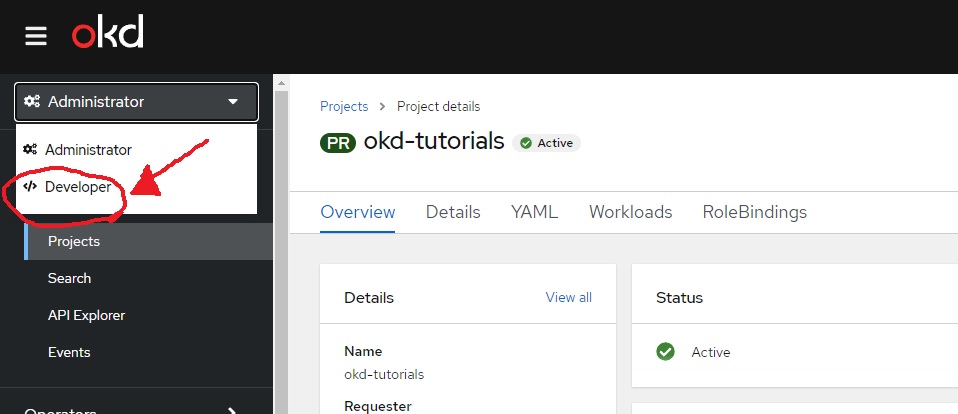 okd
Administrator
Administrator
Developer
Projects
Search
API Explorer
Events
Operators
Projects > Project details
PR okd-tutorials Active
Overview Details YAML Workloads RoleBindings
Details View all
Name
okd-tutorials
Requester
Status
Active